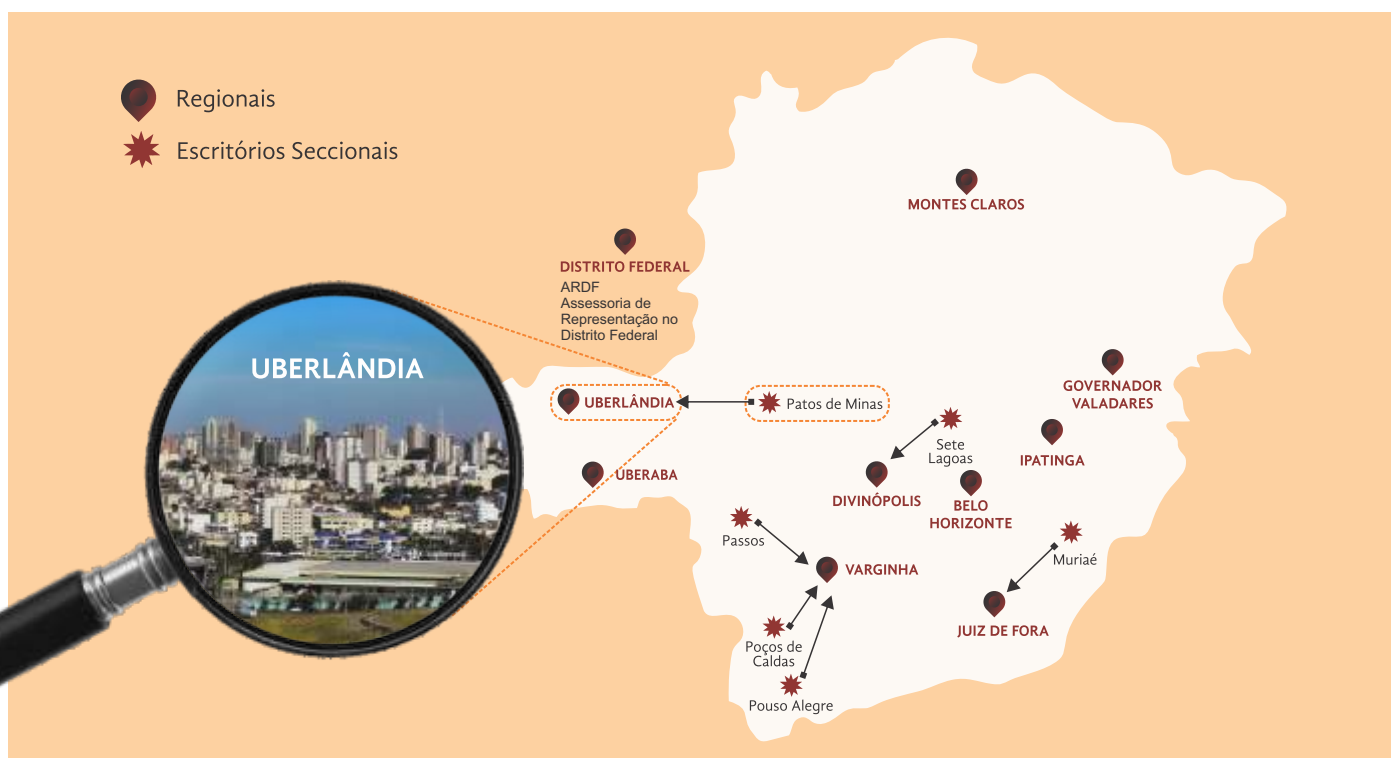 Regionais
Escritórios Seccionais
MONTES CLAROS
DISTRITO FEDERAL
ARDF
Assessoria de
Representação no
Distrito Federal
UBERLÂNDIA
GOVERNADOR
VALADARES
UBERLÂNDIA
Patos de Minas
Sete
Lagoas
IPATINGA
UBERABA
DIVINÓPOLIS
BELO
HORIZONTE
Passos
Muriaé
VARGINHA
JUIZ DE FORA
Poços de
Caldas
Pouso Alegre